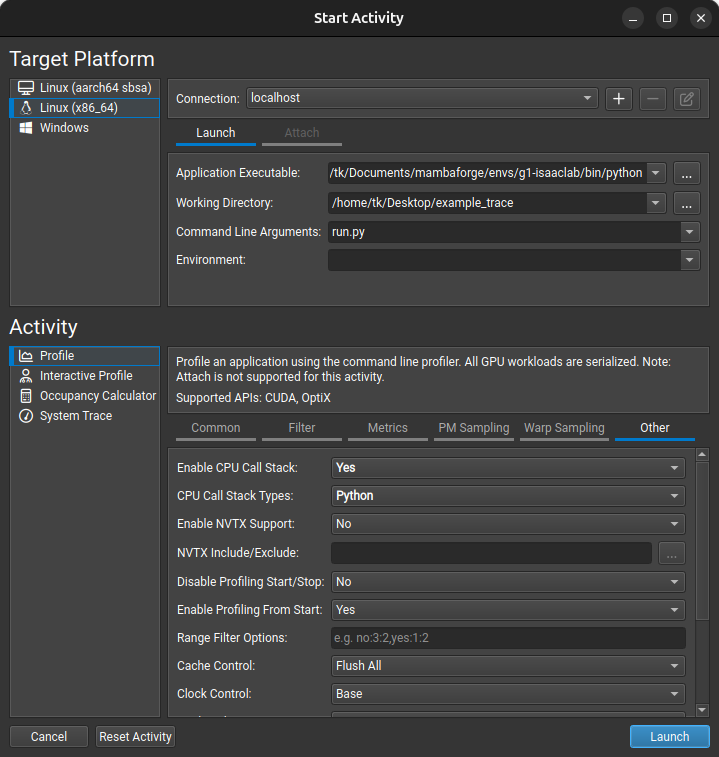 Start Activity
Target Platform
Linux (aarch64 sbsa)
Linux (x86_64)
Windows
Connection: localhost
Launch Attach
Application Executable: /tk/Documents/mambaforge/envs/g1-isaaclab/bin/python ...
Working Directory: /home/tk/Desktop/example_trace ...
Command Line Arguments: run.py
Environment:
Activity
Profile
Interactive Profile
Occupancy Calculator
System Trace
Profile an application using the command line profiler. All GPU workloads are serialized. Note:
Attach is not supported for this activity.
Supported APIs: CUDA, OptiX
Common Filter Metrics PM Sampling Warp Sampling Other
Enable CPU Call Stack: Yes
CPU Call Stack Types: Python
Enable NVTX Support: No
NVTX Include/Exclude: ...
Disable Profiling Start/Stop: No
Enable Profiling From Start: Yes
Range Filter Options: e.g. no:3:2,yes:1:2
Cache Control: Flush All
Clock Control: Base
Cancel Reset Activity Launch